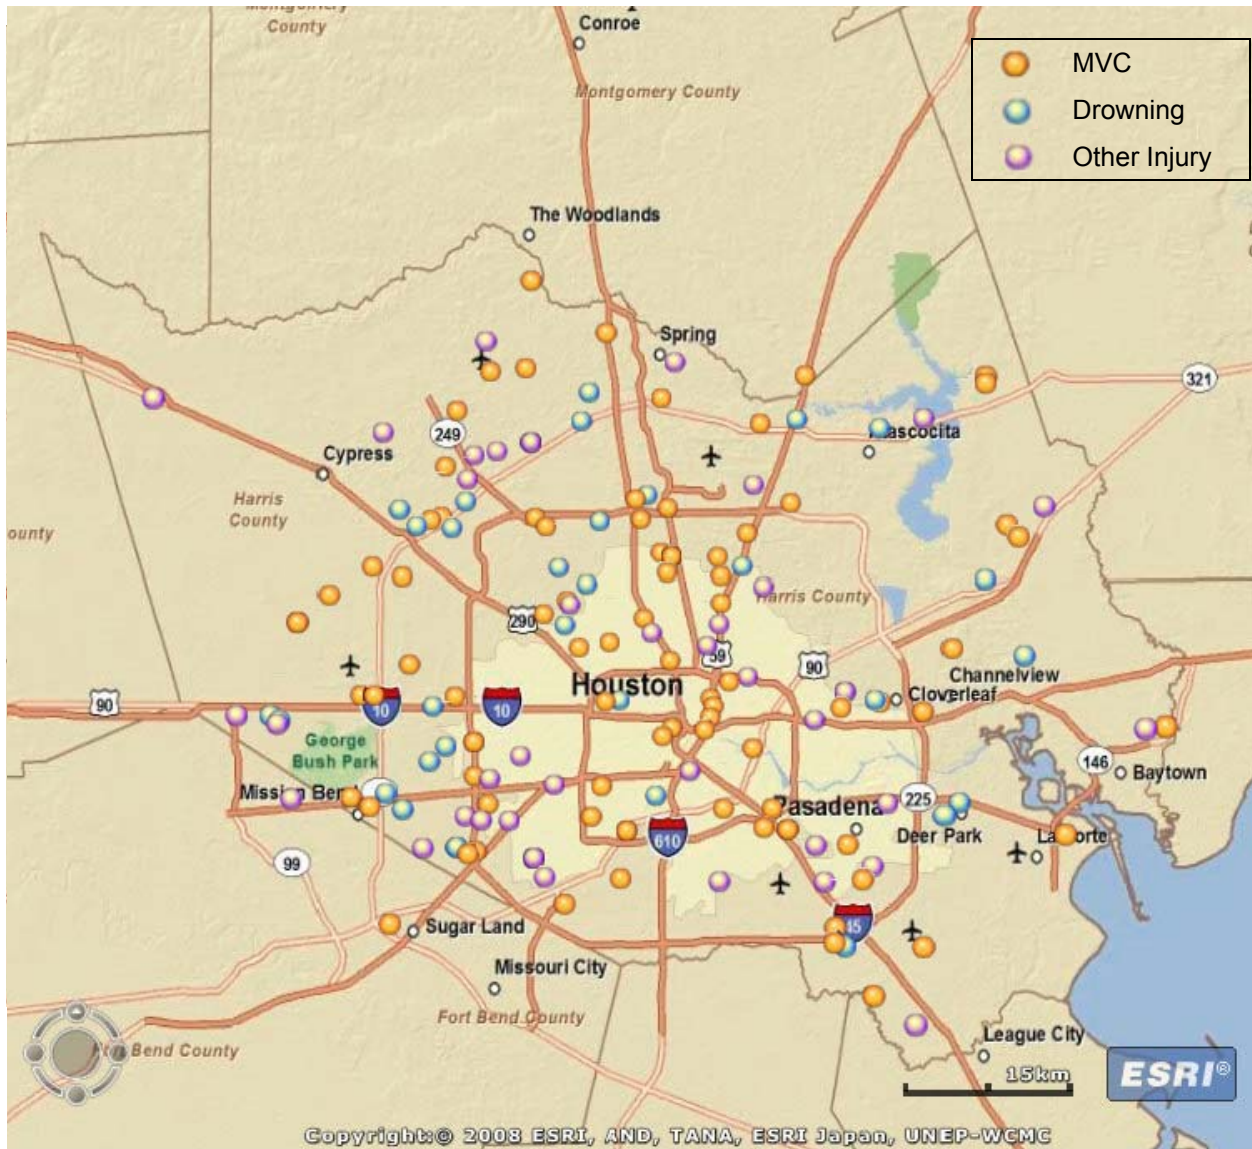 Montgomery
County
Conroe
MVC
Drowning
Other Injury
Montgomery County
The Woodlands
Spring
321
249
Cypress
Harris
County
ounty
Harris County
290
59
90
Houston
Channelview
Cloverleaf
90
10
10
George
Bush Park
146
Baytown
Pasadena
225
Deer Park
610
99
45
Sugar Land
Missouri City
Fort Bend County
Fort Bend County
League City
15km
ESRI®
Copyright:© 2008 ESRI, AND, TANA, ESRI Japan, UNEP-WCMC